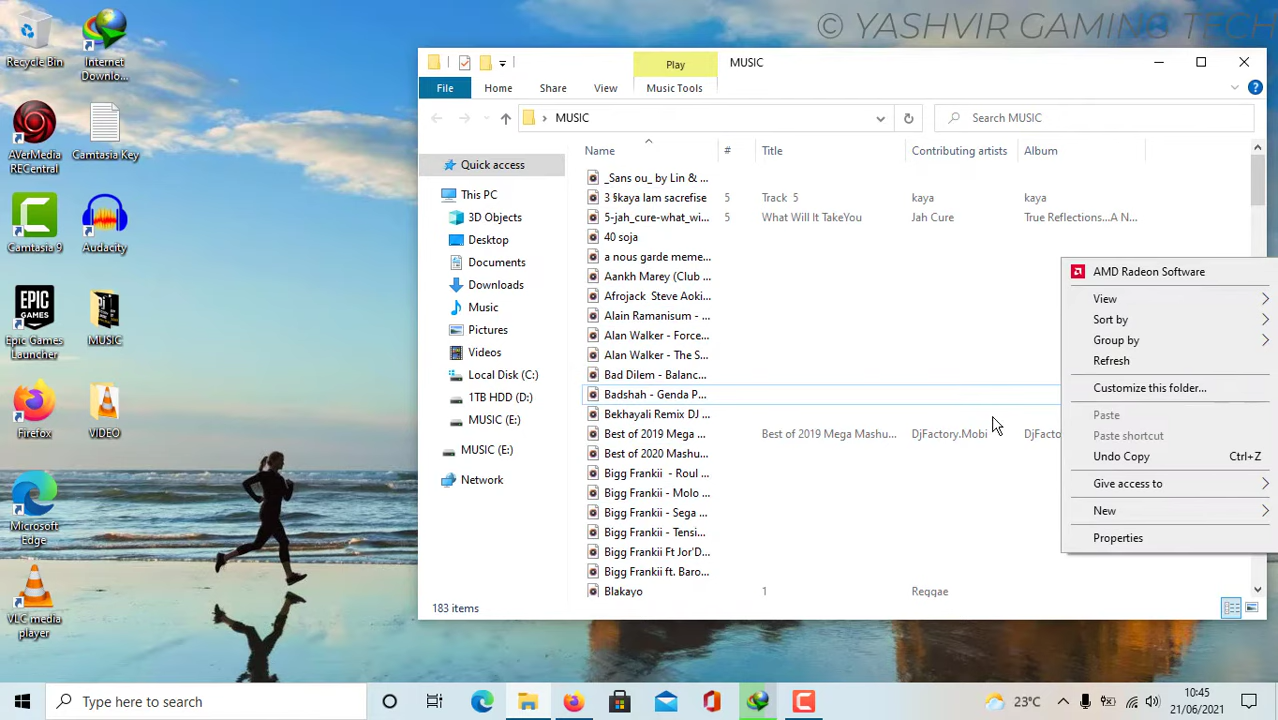 © YASHVIR GAMING TECH
Recycle Bin
Internet
Downlo...
AVerMedia
RECentral
Camtasia Key
Camtasia 9
Audacity
Epic Games
Launcher
MUSIC
Firefox
VIDEO
Microsoft
Edge
VLC media
player
Play
MUSIC
File
Home
Share
View
Music Tools
MUSIC
Search MUSIC
Quick access
This PC
3D Objects
Desktop
Documents
Downloads
Music
Pictures
Videos
Local Disk (C:)
1TB HDD (D:)
MUSIC (E:)
MUSIC (E:)
Network
Name # Title Contributing artists Album
_Sans ou_ by Lin & ...
3 §kaya lam sacrefise 5 Track 5 kaya kaya
5-jah_cure-what_wi... 5 What Will It TakeYou Jah Cure True Reflections...A N...
40 soja
a nous garde meme...
Aankh Marey (Club ...
Afrojack Steve Aoki...
Alain Ramanisum - ...
Alan Walker - Force...
Alan Walker - The S...
Bad Dilem - Balanc...
Badshah - Genda P...
Bekhayali Remix DJ ...
Best of 2019 Mega ... Best of 2019 Mega Mashu... DjFactory.Mobi DjFacto
Best of 2020 Mashu...
Bigg Frankii - Roul ...
Bigg Frankii - Molo ...
Bigg Frankii - Sega ...
Bigg Frankii - Tensi...
Bigg Frankii Ft Jor'D...
Bigg Frankii ft. Baro...
Blakayo 1 Reggae
183 items
AMD Radeon Software
View
Sort by
Group by
Refresh
Customize this folder...
Paste
Paste shortcut
Undo Copy Ctrl+Z
Give access to
New
Properties
Type here to search
23°C
10:45
21/06/2021